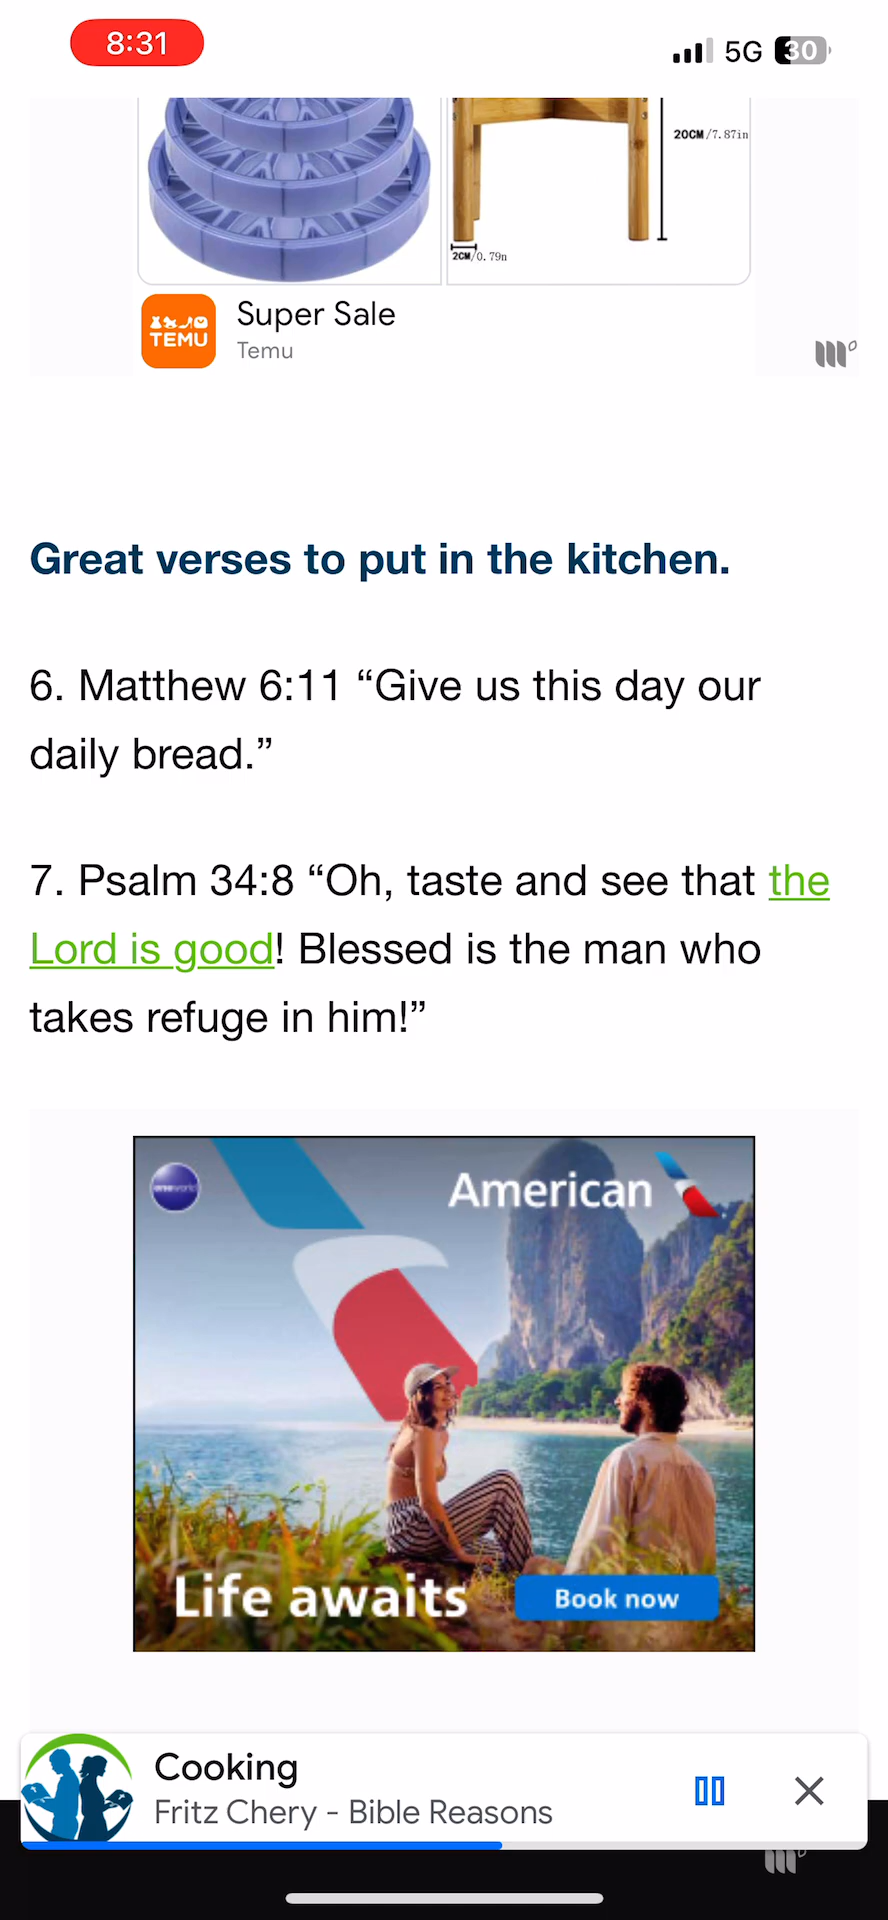 8:31
5G 30
20CM/7.87in
2CM/0.79n
TEMU
Super Sale
Temu
Great verses to put in the kitchen.
6. Matthew 6:11 “Give us this day our
daily bread.”
7. Psalm 34:8 “Oh, taste and see that the
Lord is good! Blessed is the man who
takes refuge in him!”
oneworld
American
Life awaits
Book now
Cooking
Fritz Chery - Bible Reasons